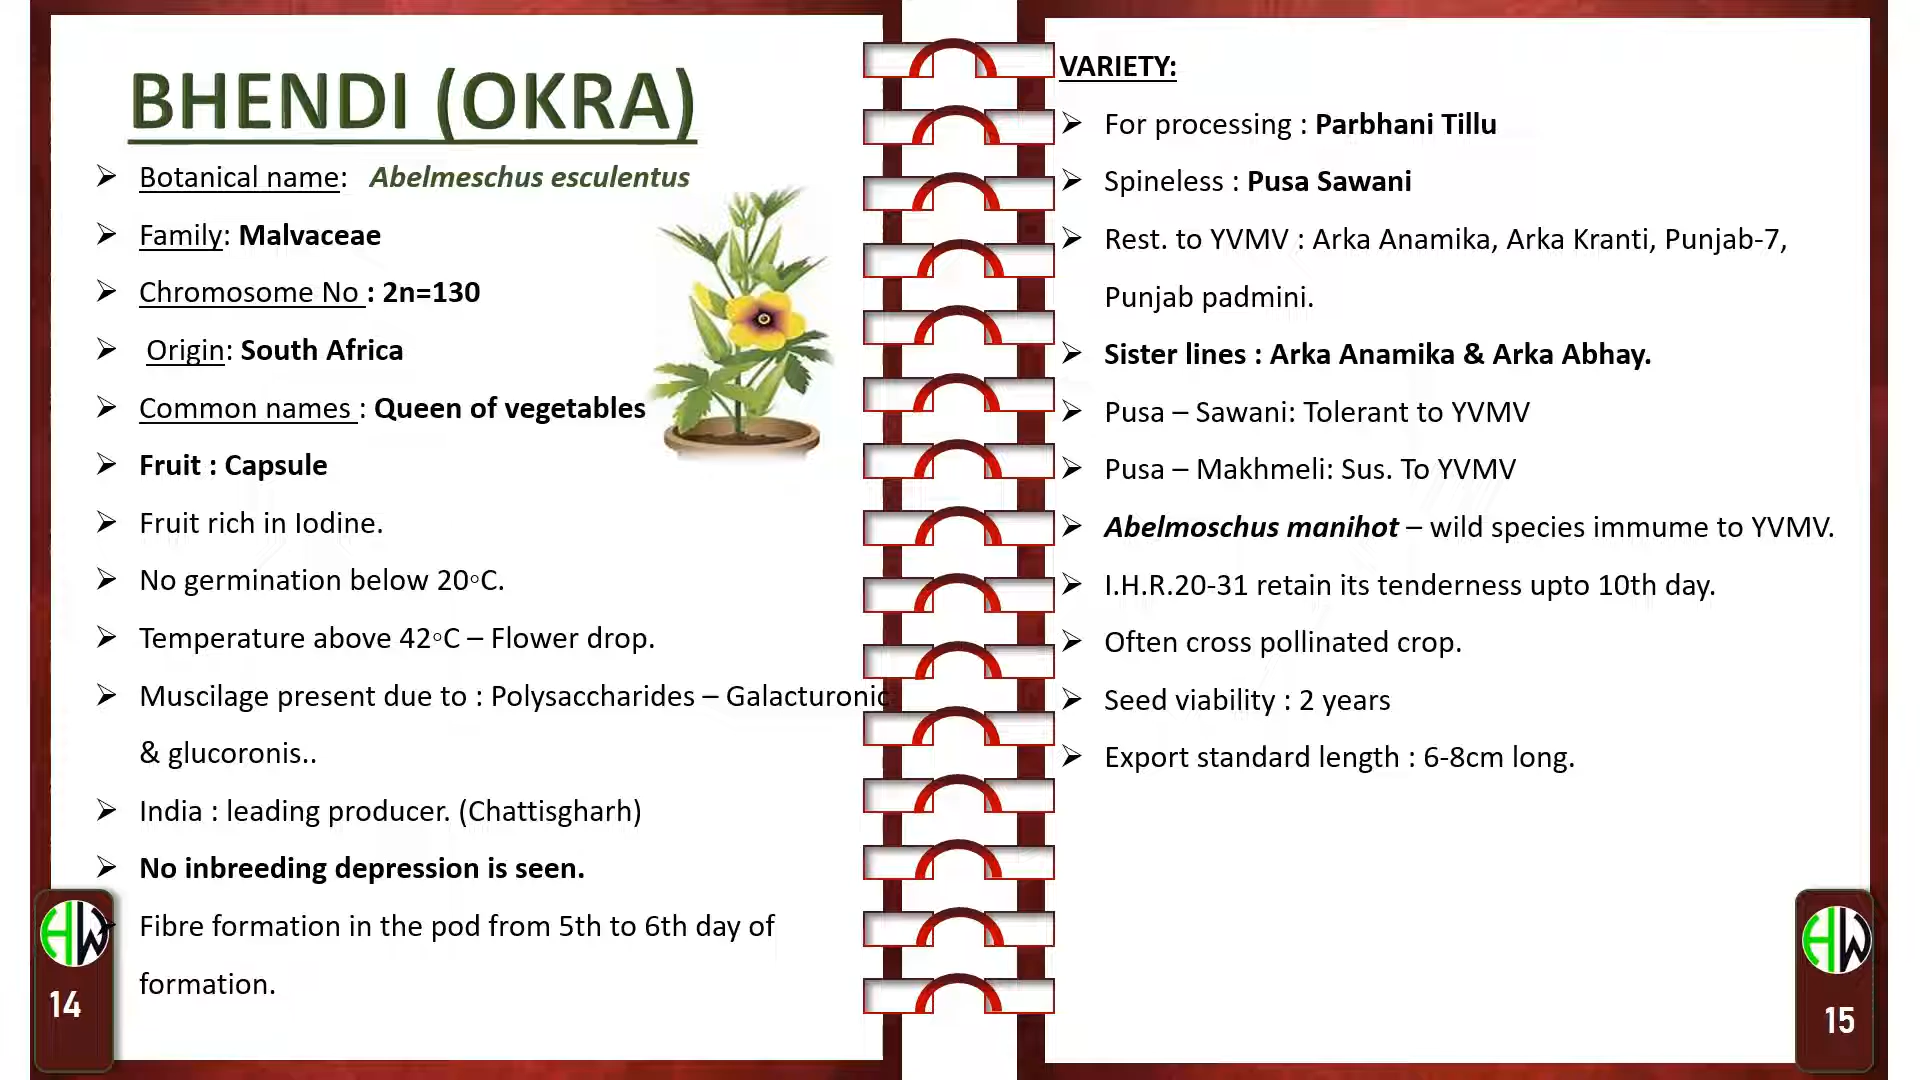 BHENDI (OKRA)
Botanical name: Abelmeschus esculentus
Family: Malvaceae
Chromosome No : 2n=130
Origin: South Africa
Common names : Queen of vegetables
Fruit : Capsule
Fruit rich in Iodine.
No germination below 20°C.
Temperature above 42°C – Flower drop.
Muscilage present due to : Polysaccharides – Galacturonic
& glucoronis..
India : leading producer. (Chattisgharh)
No inbreeding depression is seen.
Fibre formation in the pod from 5th to 6th day of
formation.
HW
14
VARIETY:
For processing : Parbhani Tillu
Spineless : Pusa Sawani
Rest. to YVMV : Arka Anamika, Arka Kranti, Punjab-7,
Punjab padmini.
Sister lines : Arka Anamika & Arka Abhay.
Pusa – Sawani: Tolerant to YVMV
Pusa – Makhmeli: Sus. To YVMV
Abelmoschus manihot – wild species immume to YVMV.
I.H.R.20-31 retain its tenderness upto 10th day.
Often cross pollinated crop.
Seed viability : 2 years
Export standard length : 6-8cm long.
HW
15